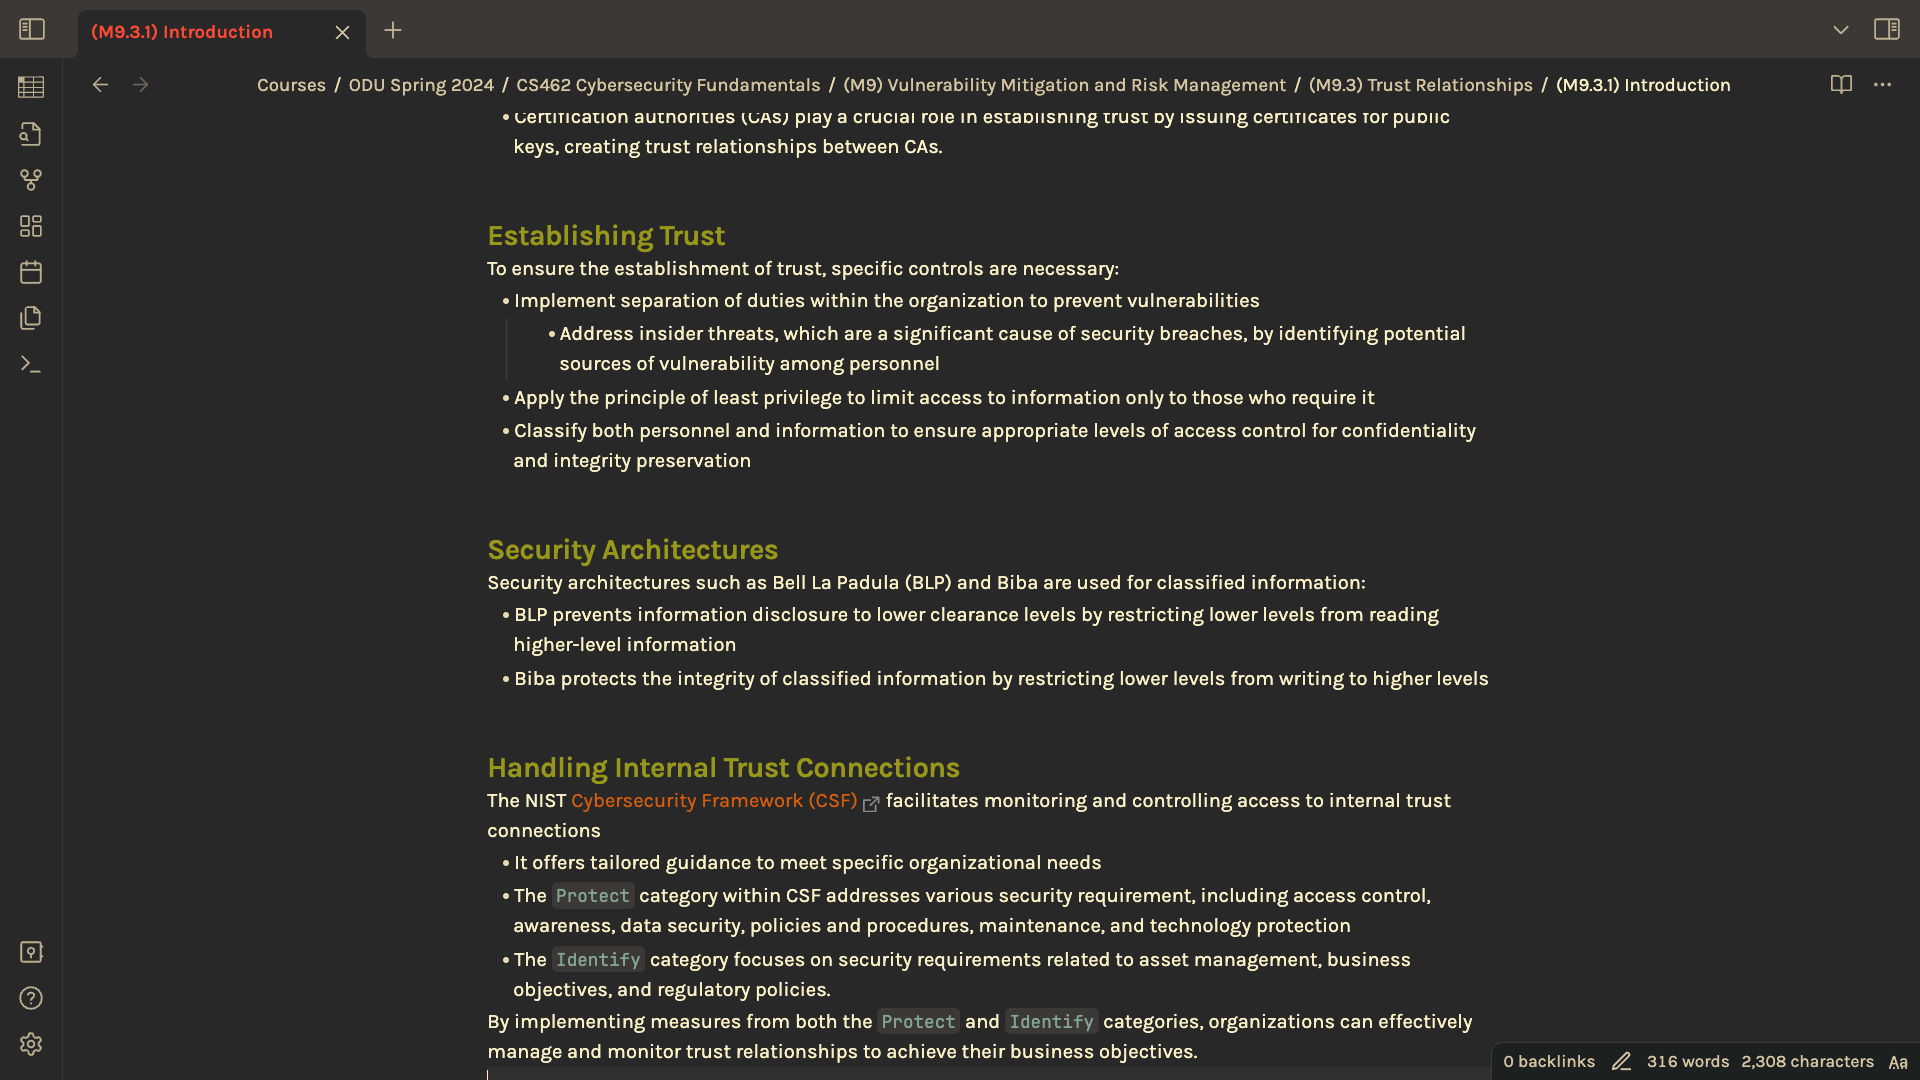 (M9.3.1) Introduction
Courses / ODU Spring 2024 / CS462 Cybersecurity Fundamentals / (M9) Vulnerability Mitigation and Risk Management / (M9.3) Trust Relationships / (M9.3.1) Introduction
• Certification authorities (CAs) play a crucial role in establishing trust by issuing certificates for public
keys, creating trust relationships between CAs.
Establishing Trust
To ensure the establishment of trust, specific controls are necessary:
• Implement separation of duties within the organization to prevent vulnerabilities
• Address insider threats, which are a significant cause of security breaches, by identifying potential
sources of vulnerability among personnel
• Apply the principle of least privilege to limit access to information only to those who require it
• Classify both personnel and information to ensure appropriate levels of access control for confidentiality
and integrity preservation
Security Architectures
Security architectures such as Bell La Padula (BLP) and Biba are used for classified information:
• BLP prevents information disclosure to lower clearance levels by restricting lower levels from reading
higher-level information
• Biba protects the integrity of classified information by restricting lower levels from writing to higher levels
Handling Internal Trust Connections
The NIST Cybersecurity Framework (CSF) facilitates monitoring and controlling access to internal trust
connections
• It offers tailored guidance to meet specific organizational needs
• The Protect category within CSF addresses various security requirement, including access control,
awareness, data security, policies and procedures, maintenance, and technology protection
• The Identify category focuses on security requirements related to asset management, business
objectives, and regulatory policies.
By implementing measures from both the Protect and Identify categories, organizations can effectively
manage and monitor trust relationships to achieve their business objectives.
0 backlinks 316 words 2,308 characters Aa